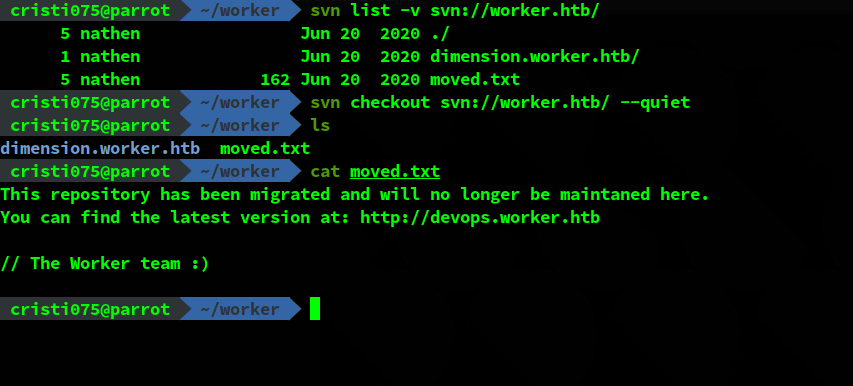 cristi075@parrot ~/worker svn list -v svn://worker.htb/
5 nathen Jun 20 2020 ./
1 nathen Jun 20 2020 dimension.worker.htb/
5 nathen 162 Jun 20 2020 moved.txt
cristi075@parrot ~/worker svn checkout svn://worker.htb/ --quiet
cristi075@parrot ~/worker ls
dimension.worker.htb moved.txt
cristi075@parrot ~/worker cat moved.txt
This repository has been migrated and will no longer be maintaned here.
You can find the latest version at: http://devops.worker.htb
// The Worker team :)
cristi075@parrot ~/worker